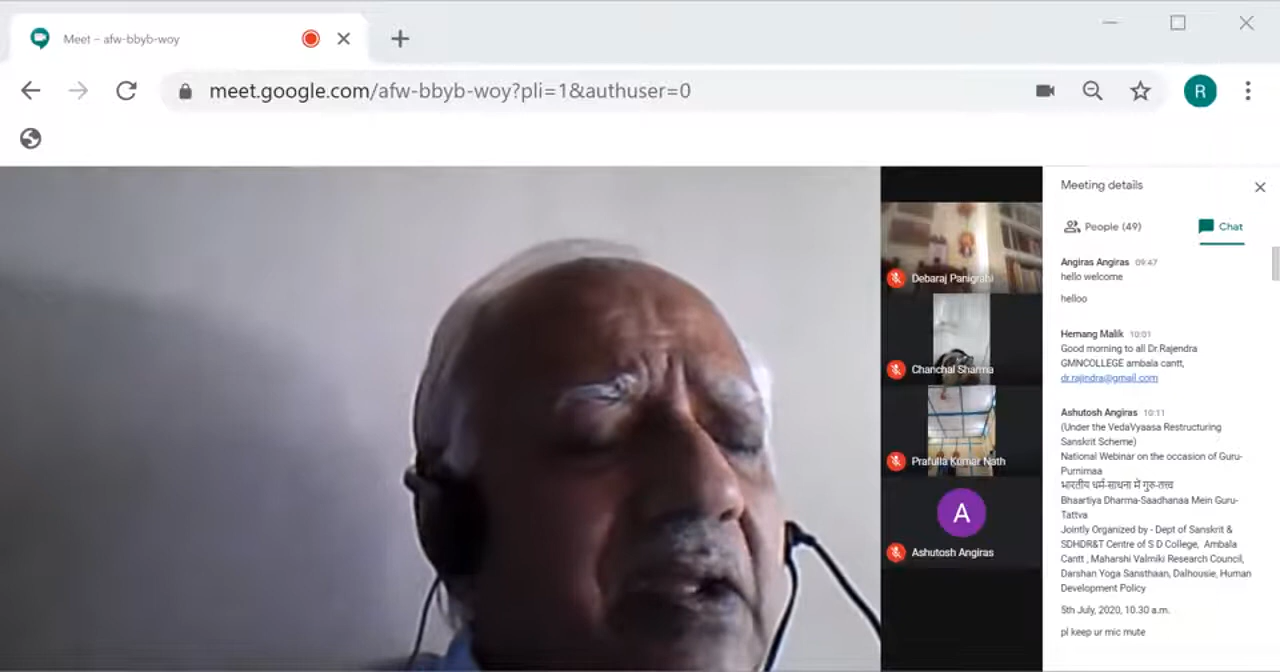 Meet – afw-bbyb-woy
meet.google.com/afw-bbyb-woy?pli=1&authuser=0
R
Meeting details
People (49)
Chat
Debaraj Panigrahi
Chanchal Sharma
Prafulla Kumar Nath
A
Ashutosh Angiras
Angiras Angiras 09:47
hello welcome
helloo
Hemang Malik 10:01
Good morning to all Dr.Rajendra
GMNCOLLEGE ambala cantt,
dr.rajindra@gmail.com
Ashutosh Angiras 10:11
(Under the VedaVyaasa Restructuring
Sanskrit Scheme)
National Webinar on the occasion of Guru-
Purnimaa
भारतीय धर्म-साधना में गुरु-तत्त्व
Bhaartiya Dharma-Saadhanaa Mein Guru-
Tattva
Jointly Organized by - Dept of Sanskrit &
SDHDR&T Centre of S D College, Ambala
Cantt , Maharshi Valmiki Research Council,
Darshan Yoga Sansthaan, Dalhousie, Human
Development Policy
5th July, 2020, 10.30 a.m.
pl keep ur mic mute